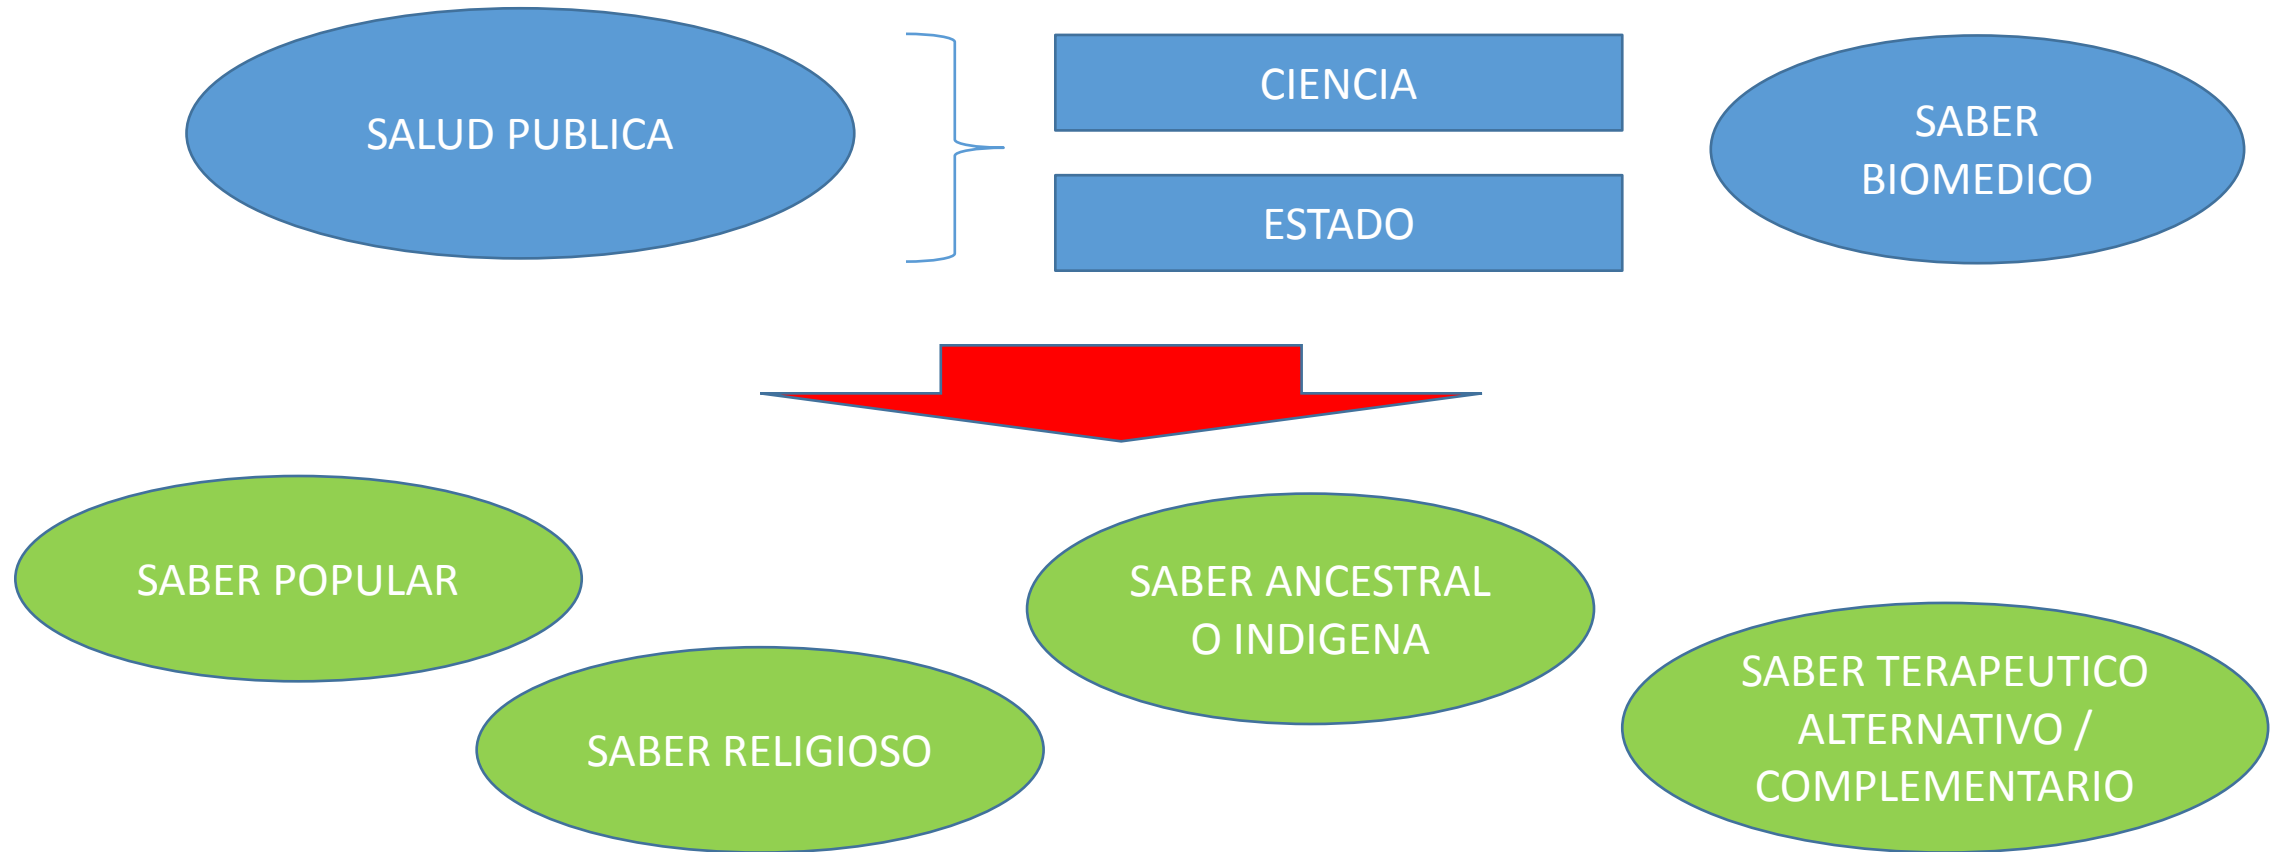 SALUD PUBLICA
CIENCIA
ESTADO
SABER
BIOMEDICO
SABER POPULAR
SABER RELIGIOSO
SABER ANCESTRAL
O INDIGENA
SABER TERAPEUTICO
ALTERNATIVO /
COMPLEMENTARIO